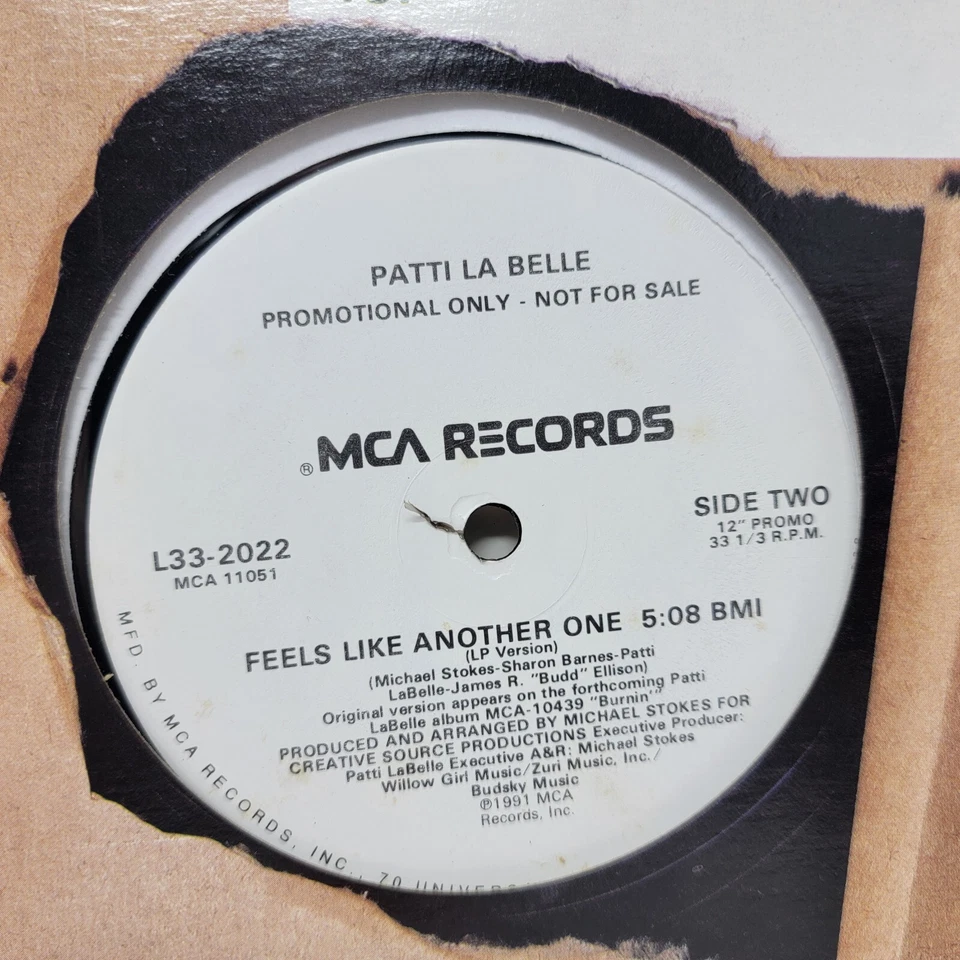 PATTI LA BELLE
PROMOTIONAL ONLY - NOT FOR SALE
® MCA RECORDS
SIDE TWO
12" PROMO
33 1/3 R.P.M.
L33-2022
MCA 11051
FEELS LIKE ANOTHER ONE 5:08 BMI
(LP Version)
(Michael Stokes-Sharon Barnes-Patti
LaBelle-James R. "Budd" Ellison)
Original version appears on the forthcoming Patti
LaBelle album MCA-10439 "Burnin'"
PRODUCED AND ARRANGED BY MICHAEL STOKES FOR
CREATIVE SOURCE PRODUCTIONS Executive Producer:
Patti LaBelle Executive A&R: Michael Stokes
Willow Girl Music/Zuri Music, Inc./
Budsky Music
℗1991 MCA
Records, Inc.
MFD. BY MCA RECORDS, INC., 70